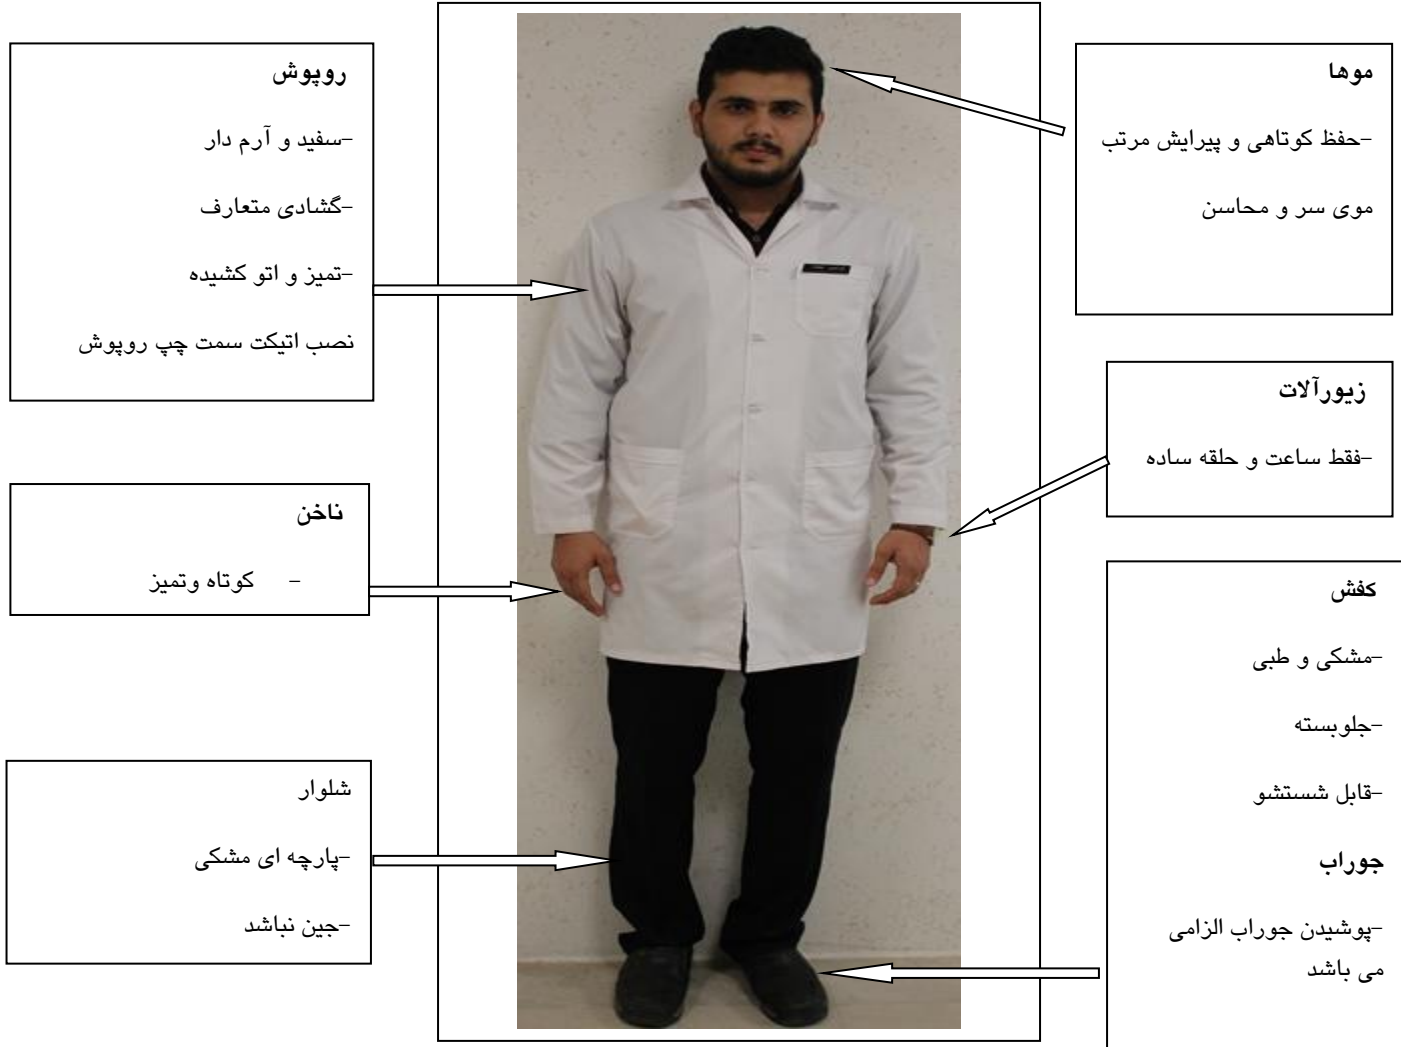 موها
-حفظ کوتاهی و پیرایش مرتب
موی سر و محاسن
روپوش
-سفید و آرم دار
-گشادی متعارف
-تمیز و اتو کشیده
نصب اتیکت سمت چپ روپوش
زیورآلات
-فقط ساعت و حلقه ساده
ناخن
- کوتاه وتمیز
کفش
-مشکی و طبی
-جلوبسته
-قابل شستشو
جوراب
-پوشیدن جوراب الزامی
می باشد
شلوار
-پارچه ای مشکی
-جین نباشد